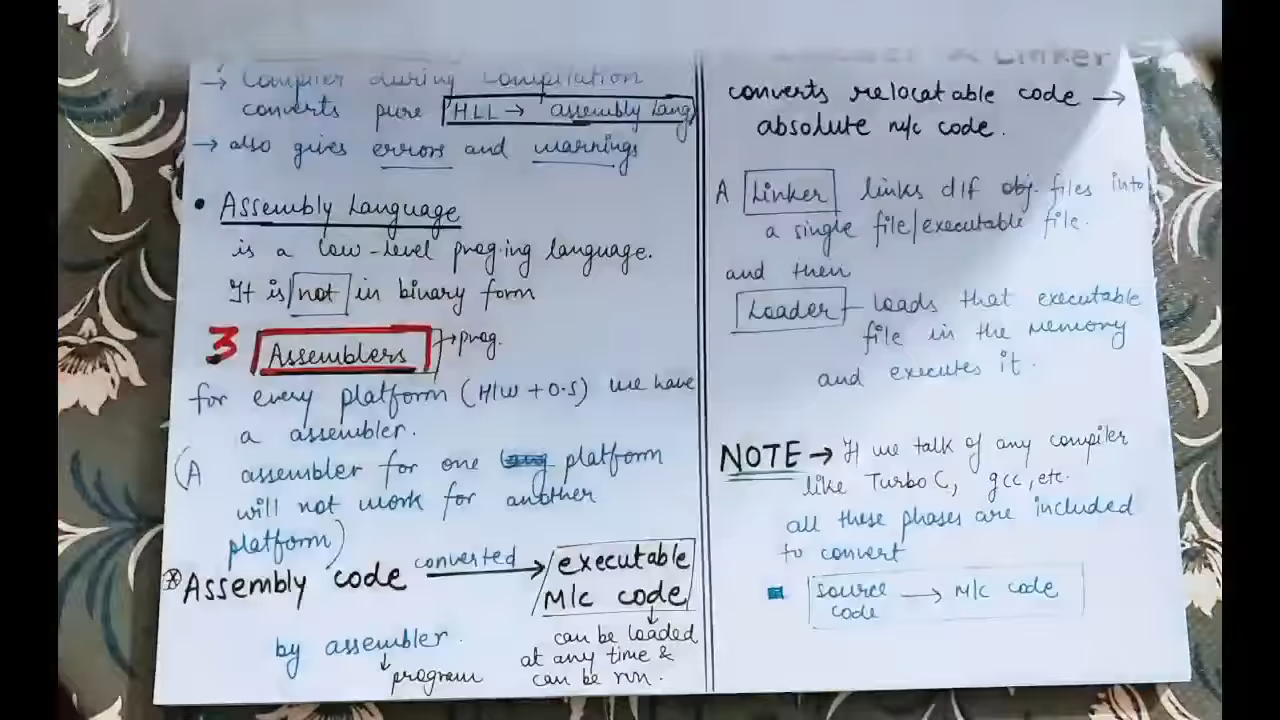 → Compiler during compilation
converts pure HLL → assembly lang
→ also gives errors and warnings
• Assembly Language
is a low-level prog.ing language.
It is not in binary form
3 Assemblers → prog.
for every platform (H/W + O.S) we have
a assembler.
(A assembler for one platform
will not work for another
platform)
* Assembly code converted → executable
M/c code
by assembler.
↓
program
↓
can be loaded
at any time &
can be run.
& Linker
converts relocatable code →
absolute m/c code.
A Linker links dif obj. files into
a single file/executable file.
and then
Loader - loads that executable
file in the memory
and executes it.
NOTE → If we talk of any compiler
like Turbo C, gcc, etc.
all these phases are included
to convert
source code → M/c code